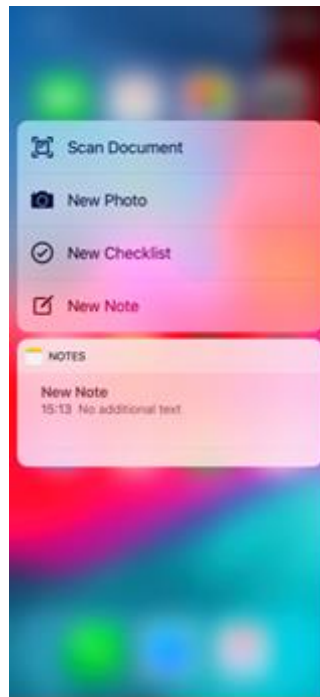 Scan Document
New Photo
New Checklist
New Note
NOTES
New Note
15:13 No additional text